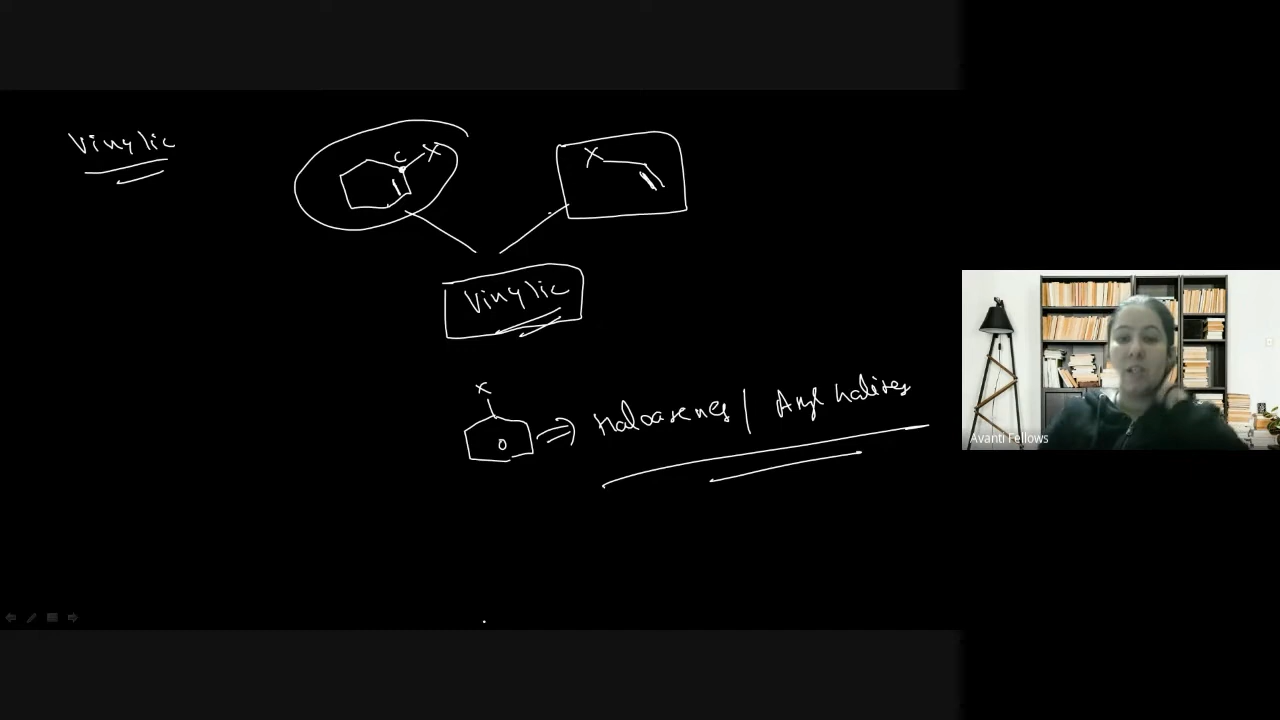 Vinylic
C X
X
Vinylic
X
Haloarenes / Aryl halides
Avanti Fellows